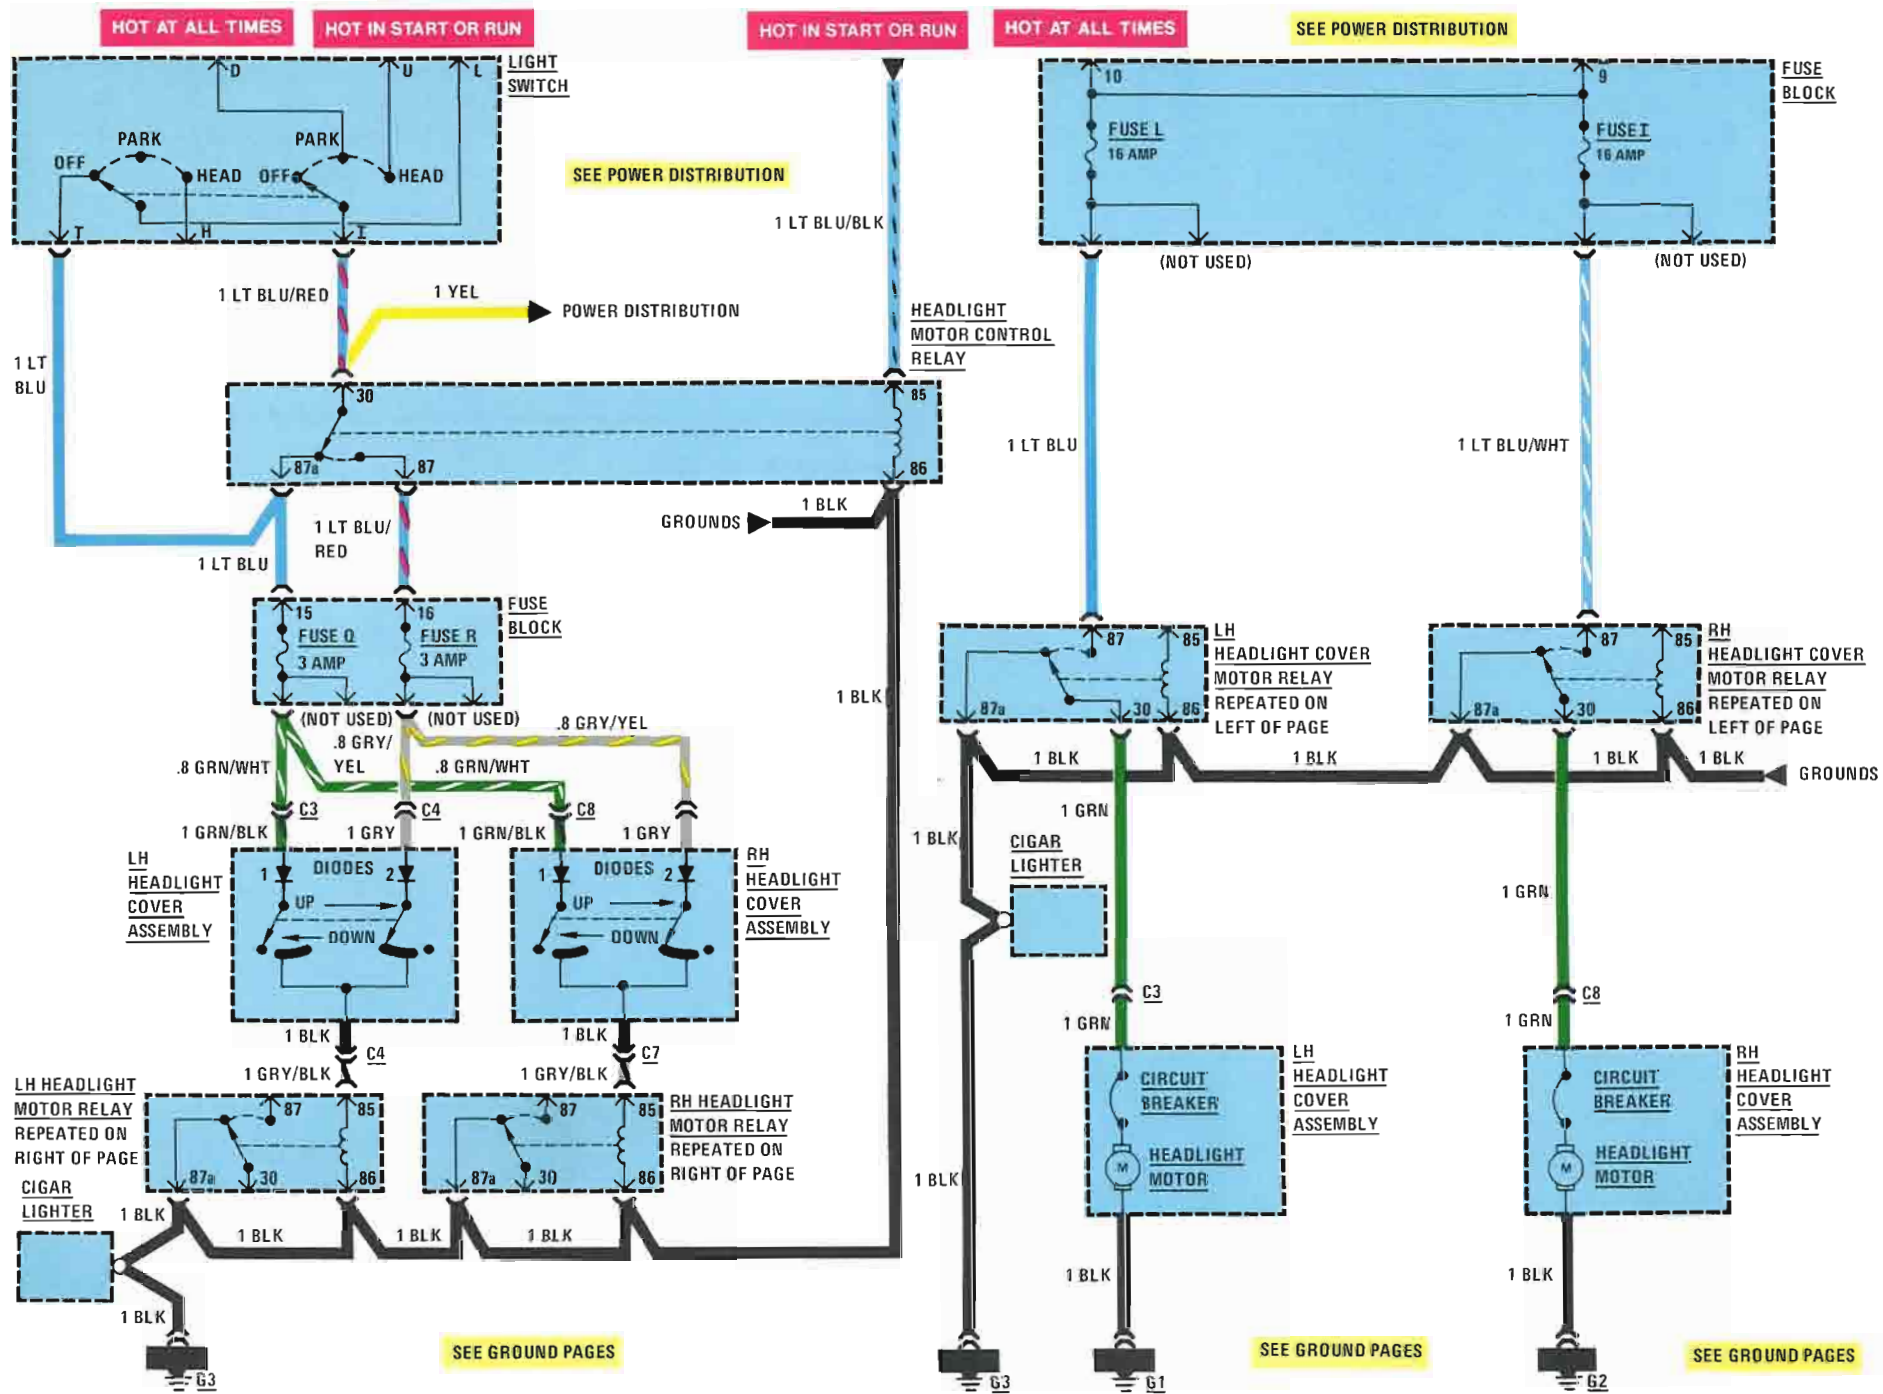 HOT AT ALL TIMES
HOT IN START OR RUN
HOT IN START OR RUN
HOT AT ALL TIMES
SEE POWER DISTRIBUTION
D
U
L
LIGHT
SWITCH
10
9
FUSE
BLOCK
PARK
PARK
OFF
HEAD
OFF
HEAD
T
H
I
SEE POWER DISTRIBUTION
1 LT BLU/BLK
FUSE L
16 AMP
FUSE I
16 AMP
(NOT USED)
(NOT USED)
1 LT BLU/RED
1 YEL
POWER DISTRIBUTION
HEADLIGHT
MOTOR CONTROL
RELAY
1 LT
BLU
30
85
87a
87
86
1 LT BLU
1 LT BLU/WHT
1 LT BLU/
RED
1 LT BLU
GROUNDS
1 BLK
15
16
FUSE
BLOCK
FUSE Q
3 AMP
FUSE R
3 AMP
(NOT USED)
(NOT USED)
1 BLK
87
85
87a
30
86
LH
HEADLIGHT COVER
MOTOR RELAY
REPEATED ON
LEFT OF PAGE
87
85
87a
30
86
RH
HEADLIGHT COVER
MOTOR RELAY
REPEATED ON
LEFT OF PAGE
.8 GRN/WHT
.8 GRY/
YEL
.8 GRY/YEL
.8 GRN/WHT
1 BLK
1 BLK
1 BLK
1 BLK
GROUNDS
C3
C4
C8
1 GRN/BLK
1 GRY
1 GRN/BLK
1 GRY
1 GRN
1 BLK
CIGAR
LIGHTER
1 GRN
LH
HEADLIGHT
COVER
ASSEMBLY
1
DIODES
2
UP
DOWN
1
DIODES
2
UP
DOWN
RH
HEADLIGHT
COVER
ASSEMBLY
C3
C8
1 GRN
1 GRN
1 BLK
C4
1 BLK
C7
1 GRY/BLK
1 GRY/BLK
LH HEADLIGHT
MOTOR RELAY
REPEATED ON
RIGHT OF PAGE
87
85
87a
30
86
87
85
87a
30
86
RH HEADLIGHT
MOTOR RELAY
REPEATED ON
RIGHT OF PAGE
CIRCUIT
BREAKER
M
HEADLIGHT
MOTOR
LH
HEADLIGHT
COVER
ASSEMBLY
CIRCUIT
BREAKER
M
HEADLIGHT
MOTOR
RH
HEADLIGHT
COVER
ASSEMBLY
1 BLK
CIGAR
LIGHTER
1 BLK
1 BLK
1 BLK
1 BLK
1 BLK
1 BLK
1 BLK
G3
SEE GROUND PAGES
G3
G1
SEE GROUND PAGES
G2
SEE GROUND PAGES